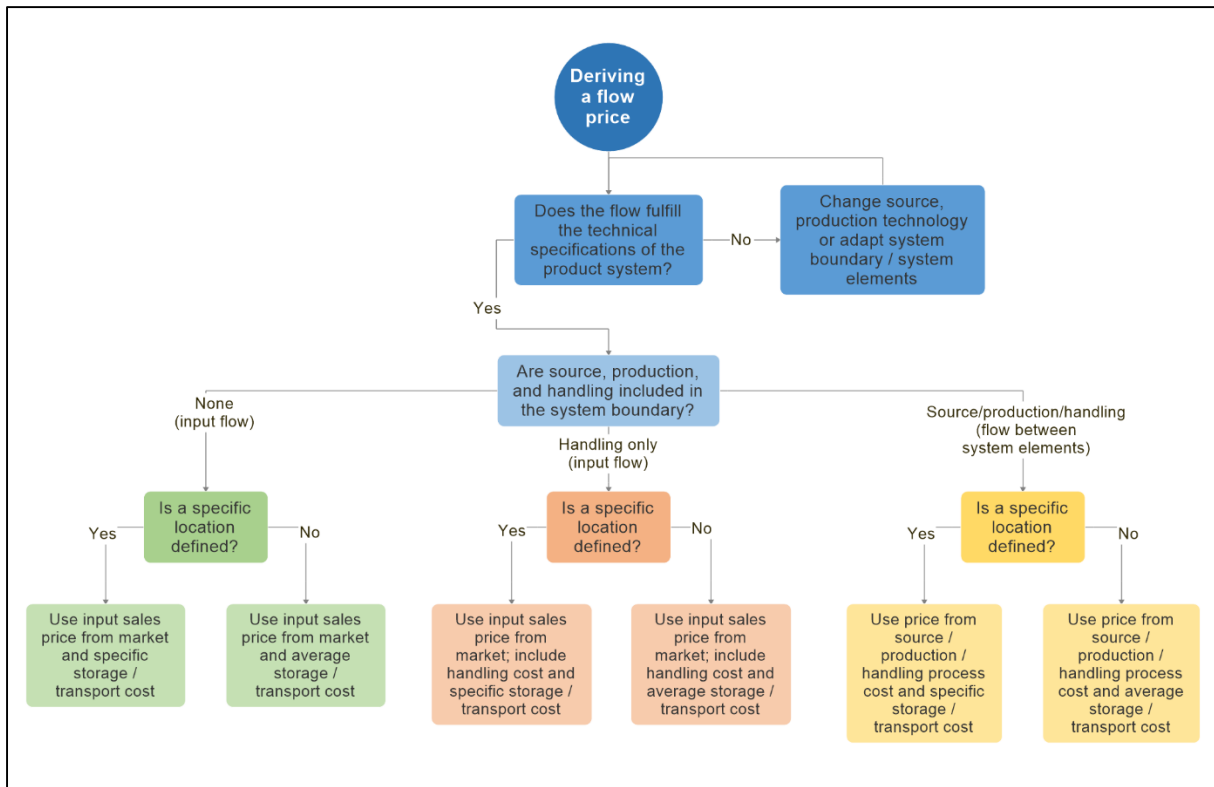 Deriving
a flow
price
Does the flow fulfill
the technical
specifications of the
product system?
No
Change source,
production technology
or adapt system
boundary / system
elements
Yes
Are source, production,
and handling included in
the system boundary?
None
(input flow)
Handling only
(input flow)
Source/production/handling
(flow between
system elements)
Is a specific
location
defined?
Yes
No
Use input sales
price from market
and specific
storage /
transport cost
Use input sales
price from market
and average
storage /
transport cost
Is a specific
location
defined?
Yes
No
Use input sales
price from
market; include
handling cost and
specific storage /
transport cost
Use input sales
price from
market; include
handling cost and
average storage /
transport cost
Is a specific
location
defined?
Yes
No
Use price from
source /
production /
handling process
cost and specific
storage /
transport cost
Use price from
source /
production /
handling process
cost and average
storage /
transport cost